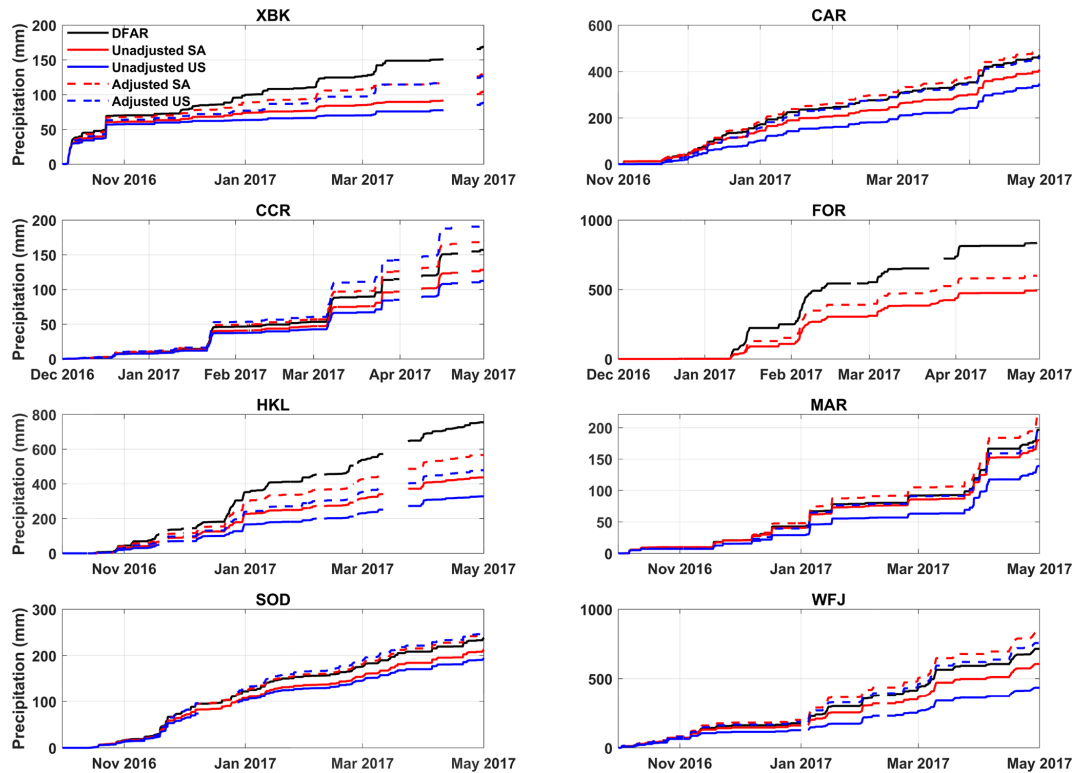 XBK
Precipitation (mm)
200
150
100
50
0
DFAR
Unadjusted SA
Unadjusted US
Adjusted SA
Adjusted US
Nov 2016 Jan 2017 Mar 2017 May 2017
CAR
600
400
200
0
Nov 2016 Jan 2017 Mar 2017 May 2017
CCR
Precipitation (mm)
200
150
100
50
0
Dec 2016 Jan 2017 Feb 2017 Mar 2017 Apr 2017 May 2017
FOR
1000
500
0
Dec 2016 Jan 2017 Feb 2017 Mar 2017 Apr 2017 May 2017
HKL
Precipitation (mm)
800
600
400
200
0
Nov 2016 Jan 2017 Mar 2017 May 2017
MAR
200
150
100
50
0
Nov 2016 Jan 2017 Mar 2017 May 2017
SOD
Precipitation (mm)
300
200
100
0
Nov 2016 Jan 2017 Mar 2017 May 2017
WFJ
1000
500
0
Nov 2016 Jan 2017 Mar 2017 May 2017